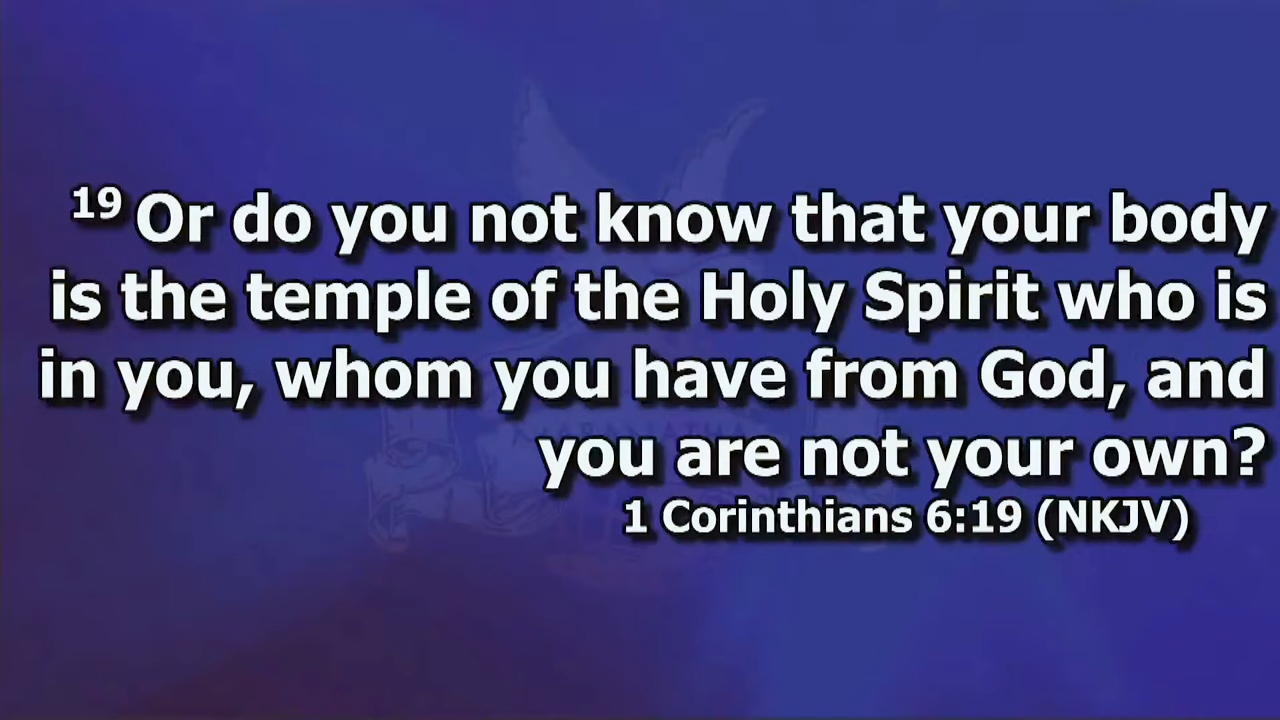 19 Or do you not know that your body
is the temple of the Holy Spirit who is
in you, whom you have from God, and
you are not your own?
1 Corinthians 6:19 (NKJV)
MARANATHA